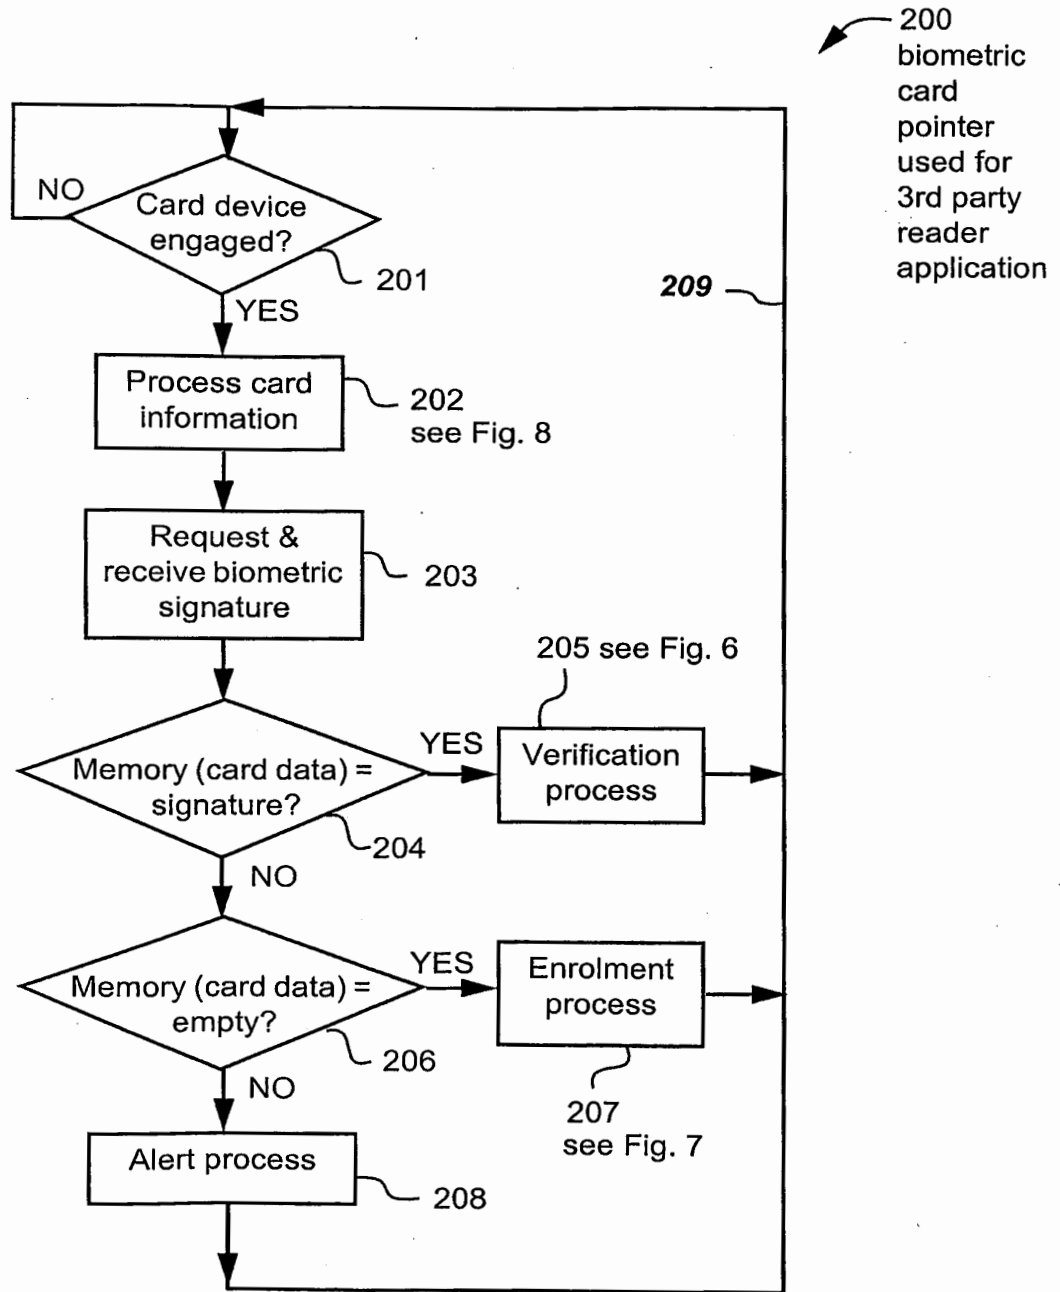 200
biometric
card
pointer
used for
3rd party
reader
application
NO
Card device
engaged?
201
209
YES
Process card
information
202
see Fig. 8
Request &
receive biometric
signature
203
205 see Fig. 6
YES
Verification
process
Memory (card data) =
signature?
204
NO
YES
Enrolment
process
Memory (card data) =
empty?
206
NO
207
see Fig. 7
Alert process
208